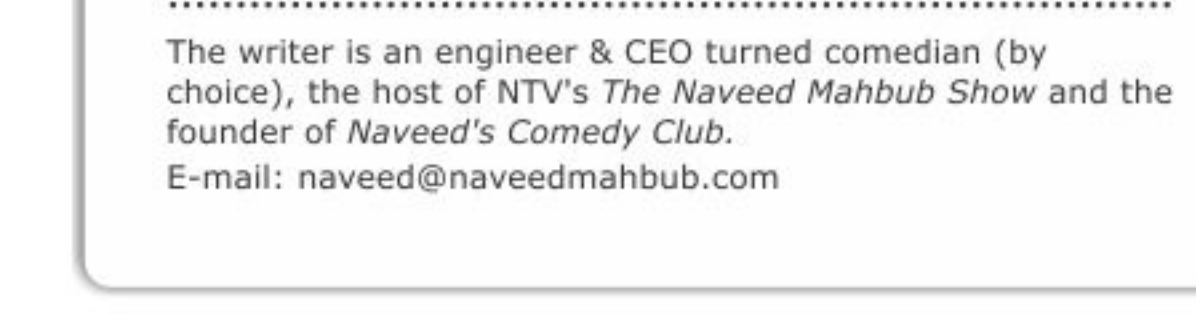 The writer is an engineer & CEO turned comedian (by
choice), the host of NTV's The Naveed Mahbub Show and the
founder of Naveed's Comedy Club.
E-mail: naveed@naveedmahbub.com